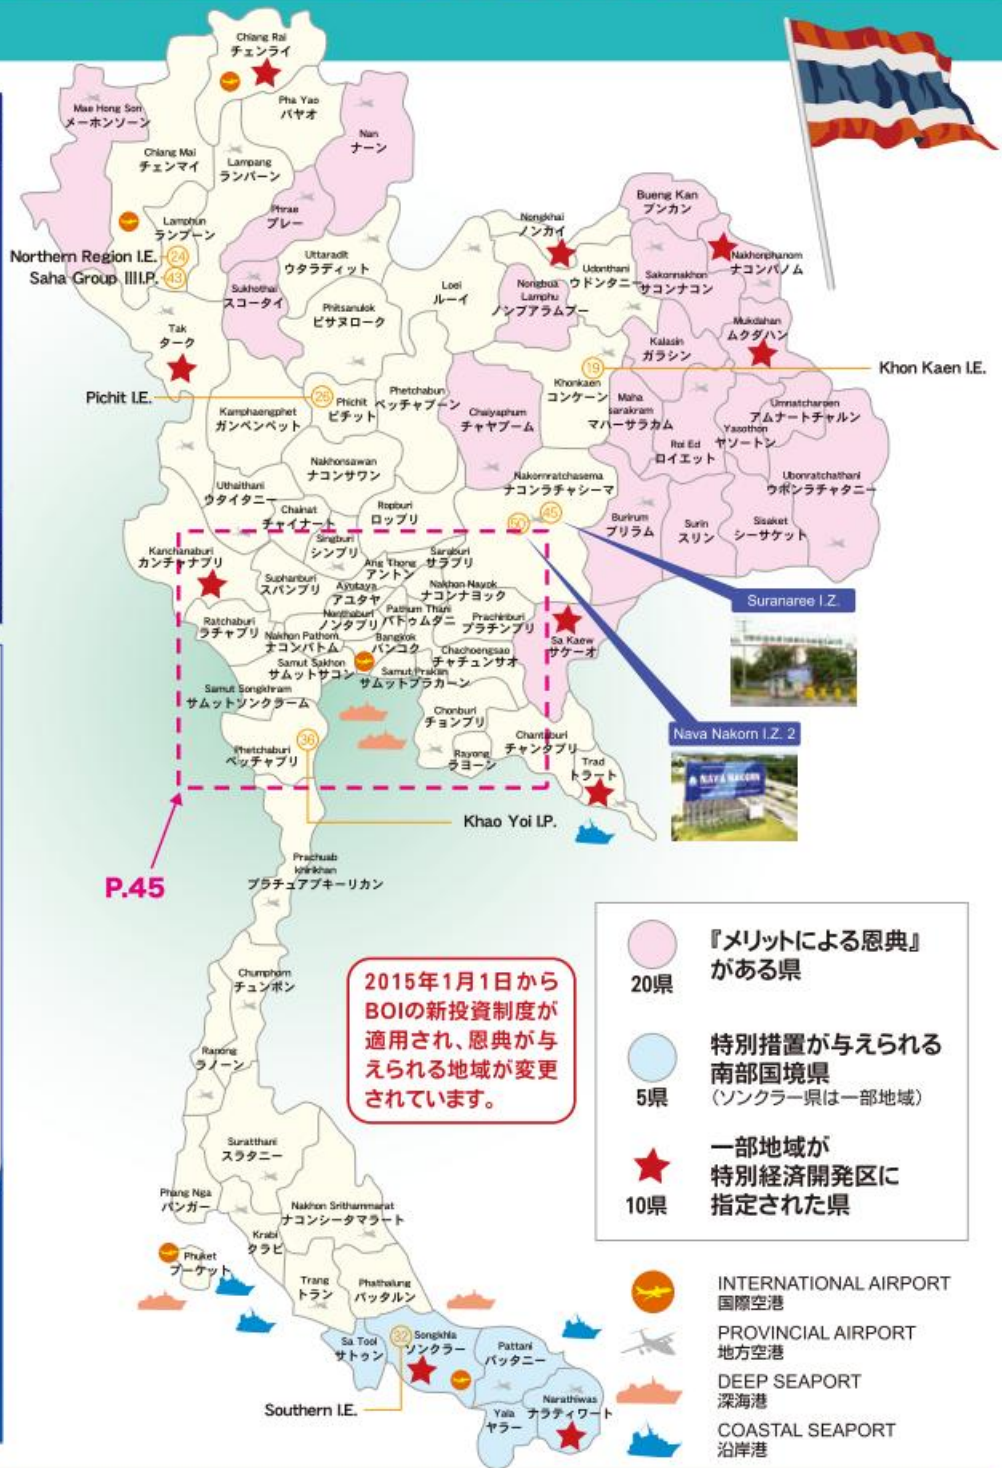 Chiang Rai
チェンライ
Mae Hong Son
メーホンソーン
Pha Yao
パヤオ
Nan
ナーン
Chiang Mai
チェンマイ
Lampang
ランパーン
Phrae
プレー
Lamphun
ランプーン
Northern Region I.E.
24
Saha Group III I.P.
43
Uttaradit
ウタラディット
Sukhothai
スコータイ
Phitsanulok
ピサヌローク
Tak
ターク
Loei
ルーイ
Nongkhai
ノンカイ
Bueng Kan
ブンカン
Nakhonphanom
ナコンパノム
Udonthani
ウドンタニー
Sakonnakhon
サコンナコン
Nongbua
Lamphu
ノンブアラムプー
Mukdahan
ムクダハン
Kalasin
ガラシン
Khon Kaen I.E.
19
Khonkaen
コンケーン
Pichit I.E.
26
Phichit
ピチット
Phetchabun
ペッチャブーン
Kamphaengphet
ガンペンペット
Chaiyaphum
チャヤプーム
Maha
sarakram
マハーサラカム
Umnatcharoen
アムナートチャルン
Yasothon
ヤソートン
Roi Ed
ロイエット
Nakhonsawan
ナコンサワン
Nakornratchasema
ナコンラチャシーマ
Ubonratchathani
ウボンラチャタニー
Uthaithani
ウタイタニー
Chainat
チャイナート
Ropburi
ロッブリ
50
45
Burirum
ブリラム
Surin
スリン
Sisaket
シーサケット
Kanchanaburi
カンチャナブリ
Singburi
シンブリ
Ang Thong
アントン
Saraburi
サラブリ
Suphanburi
スパンブリ
Ayutaya
アユタヤ
Nakhon Nayok
ナコンナヨック
Suranaree I.Z.
Ratchaburi
ラチャブリ
Nonthaburi
ノンタブリ
Pathum Thani
パトゥムタニ
Prachinburi
プラチンブリ
Nakhon Pathom
ナコンパトム
Bangkok
バンコク
Chachoengsao
チャチュンサオ
Sa Kaew
サケーオ
Samut Sakhon
サムットサコン
Samut Prakan
サムットプラカーン
Samut Songkhram
サムットソンクラーム
Chonburi
チョンブリ
Chantaburi
チャンタブリ
Nava Nakorn I.Z. 2
NAVA NAKORN
Phetchaburi
ペッチャブリ
36
Rayong
ラヨーン
Trad
トラート
Khao Yoi I.P.
P.45
Prachuab
khirikhan
プラチュアブキーリカン
Chumphorn
チュンポン
2015年1月1日から
BOIの新投資制度が
適用され、恩典が与
えられる地域が変更
されています。
『メリットによる恩典』
がある県
20県
特別措置が与えられる
南部国境県
(ソンクラー県は一部地域)
5県
一部地域が
特別経済開発区に
指定された県
10県
Ranong
ラノーン
Suratthani
スラタニー
Phang Nga
パンガー
Nakhon Srithammarat
ナコンシータマラート
Krabi
クラビ
Phuket
プーケット
Trang
トラン
Phathalung
パッタルン
Sa Tool
サトゥン
32
Songkhla
ソンクラー
Pattani
パッタニー
Yala
ヤラー
Narathiwas
ナラティワート
Southern I.E.
INTERNATIONAL AIRPORT
国際空港
PROVINCIAL AIRPORT
地方空港
DEEP SEAPORT
深海港
COASTAL SEAPORT
沿岸港